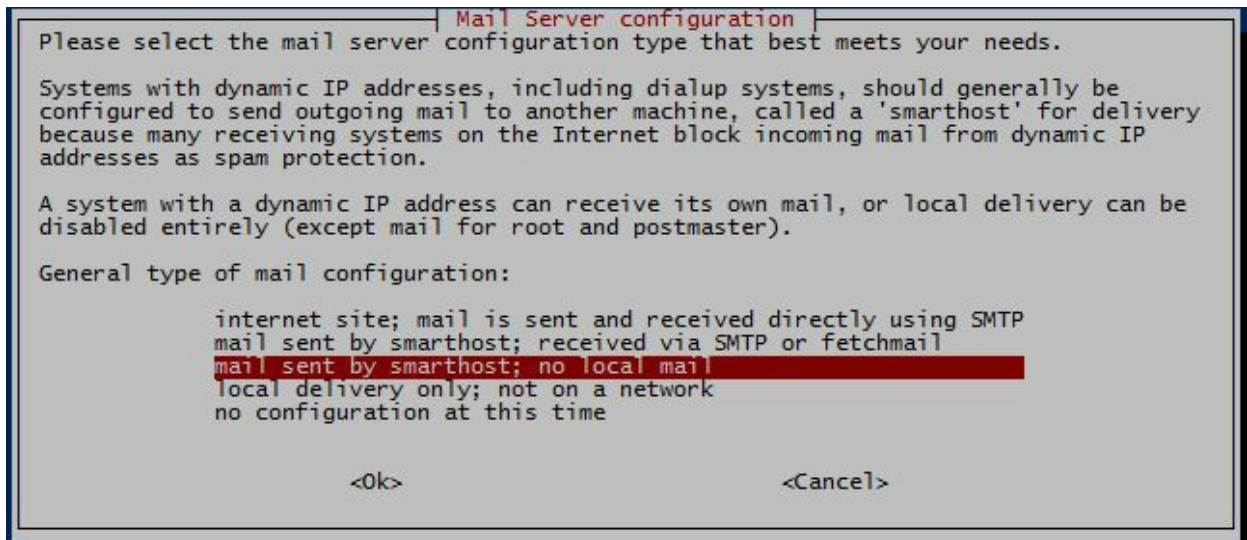 Mail Server configuration
Please select the mail server configuration type that best meets your needs.
Systems with dynamic IP addresses, including dialup systems, should generally be
configured to send outgoing mail to another machine, called a 'smarthost' for delivery
because many receiving systems on the Internet block incoming mail from dynamic IP
addresses as spam protection.
A system with a dynamic IP address can receive its own mail, or local delivery can be
disabled entirely (except mail for root and postmaster).
General type of mail configuration:
internet site; mail is sent and received directly using SMTP
mail sent by smarthost; received via SMTP or fetchmail
mail sent by smarthost; no local mail
local delivery only; not on a network
no configuration at this time
<Ok> <Cancel>